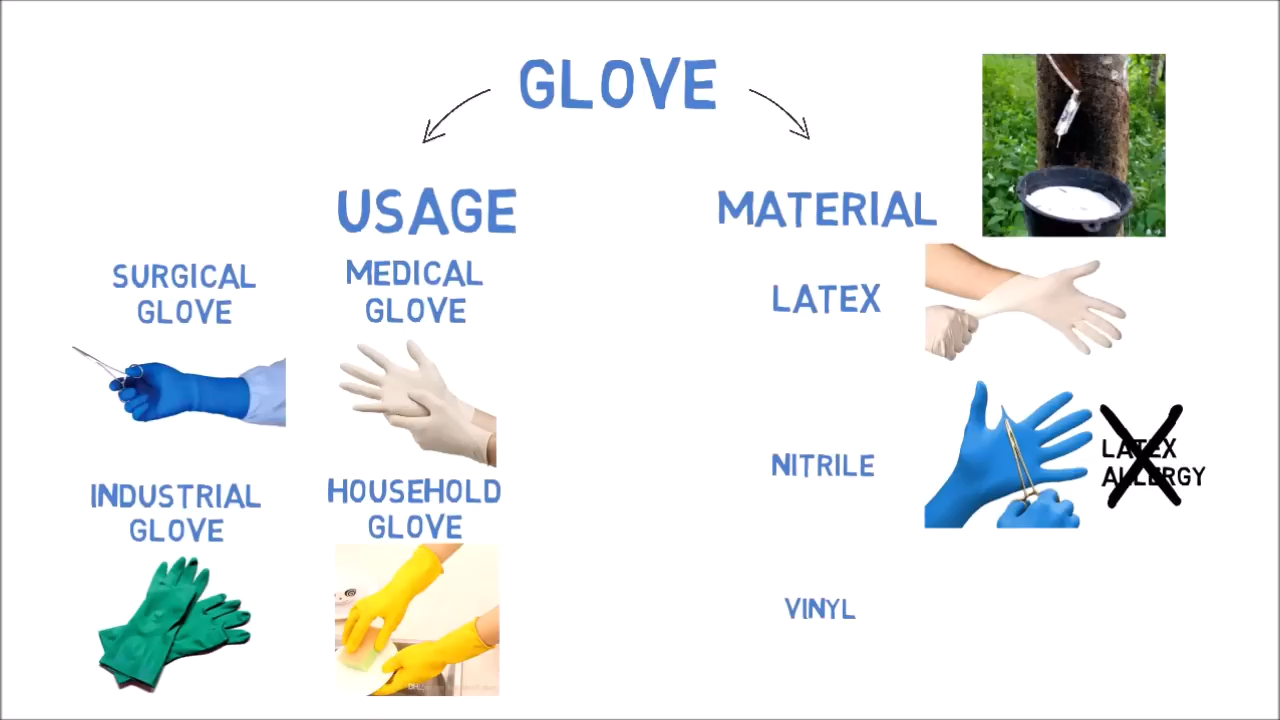 GLOVE
USAGE
MATERIAL
SURGICAL
GLOVE
MEDICAL
GLOVE
INDUSTRIAL
GLOVE
HOUSEHOLD
GLOVE
LATEX
NITRILE
LATEX
ALLERGY
VINYL